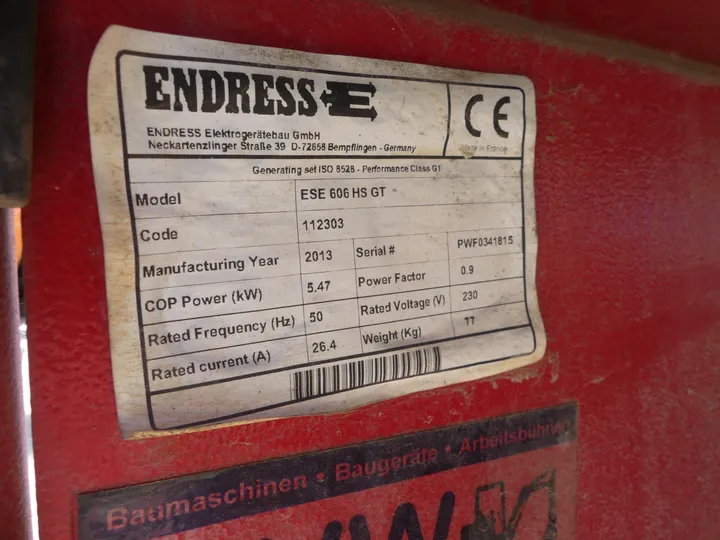 ENDRESS
ENDRESS Elektrogerätebau GmbH
Neckartenzlinger Straße 39 D-72658 Bempflingen - Germany
CE
Made in France
Generating set ISO 8528 - Performance Class G1
Model ESE 606 HS GT
Code 112303
Manufacturing Year 2013 Serial # PWF0341815
COP Power (kW) 5.47 Power Factor 0.9
Rated Frequency (Hz) 50 Rated Voltage (V) 230
Rated current (A) 26.4 Weight (Kg) 77
Baumaschinen • Baugeräte • Arbeitsbühnen